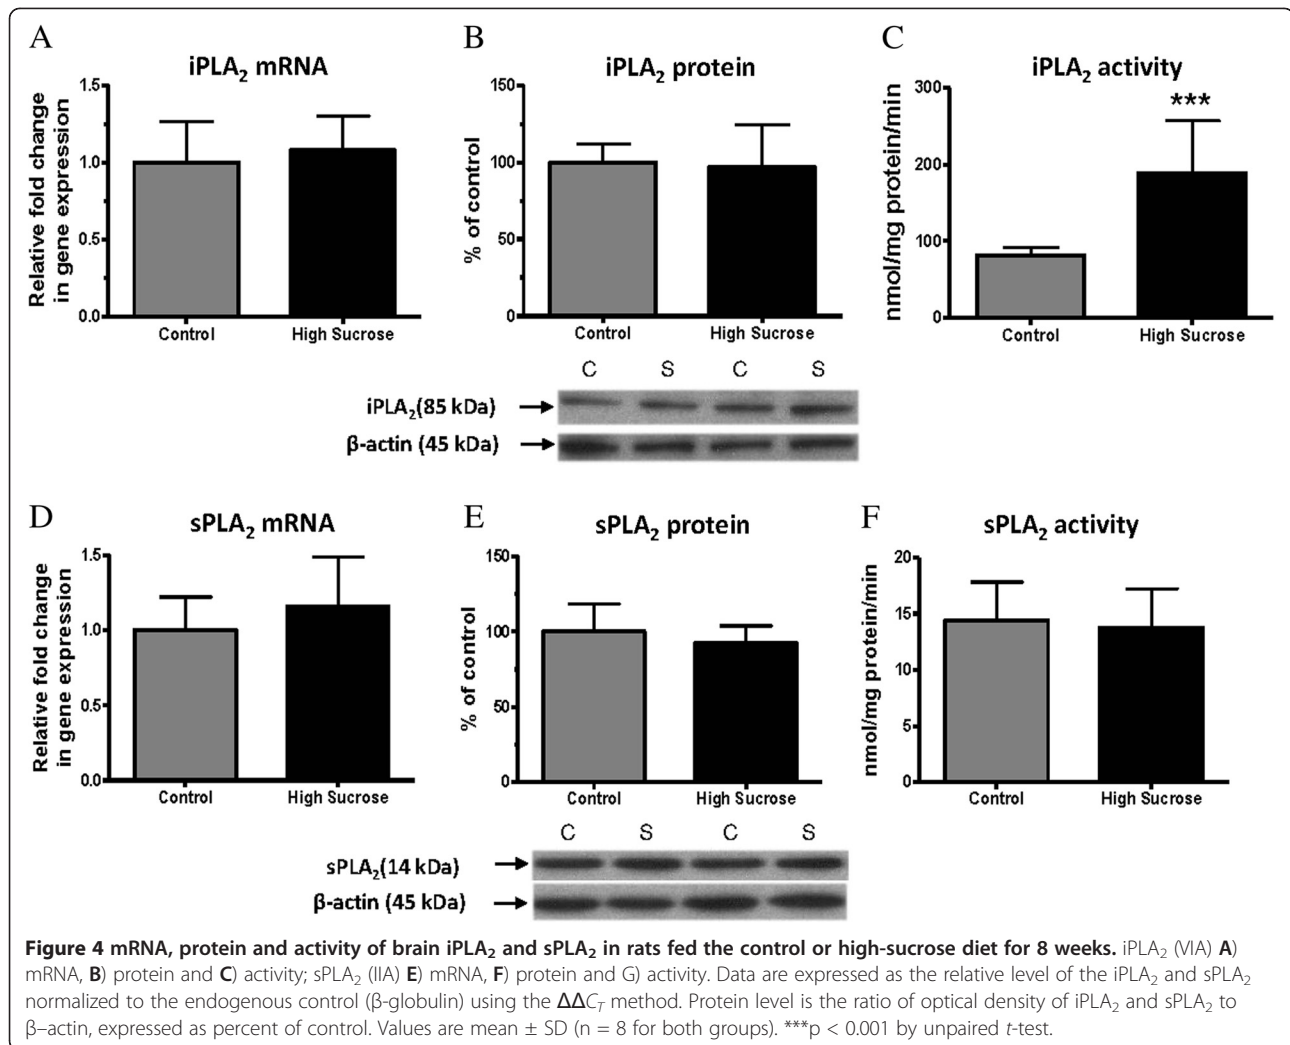 A
iPLA₂ mRNA
Relative fold change
in gene expression
1.5
1.0
0.5
0.0
Control
High Sucrose
B
iPLA₂ protein
% of control
150
100
50
0
Control
High Sucrose
C
iPLA₂ activity
nmol/mg protein/min
300
200
100
0
***
Control
High Sucrose
C S C S
iPLA₂(85 kDa)
β-actin (45 kDa)
D
sPLA₂ mRNA
Relative fold change
in gene expression
1.5
1.0
0.5
0.0
Control
High Sucrose
E
sPLA₂ protein
% of control
150
100
50
0
Control
High Sucrose
F
sPLA₂ activity
nmol/mg protein/min
20
15
10
5
0
Control
High Sucrose
C S C S
sPLA₂(14 kDa)
β-actin (45 kDa)
Figure 4 mRNA, protein and activity of brain iPLA₂ and sPLA₂ in rats fed the control or high-sucrose diet for 8 weeks. iPLA₂ (VIA) A)
mRNA, B) protein and C) activity; sPLA₂ (IIA) E) mRNA, F) protein and G) activity. Data are expressed as the relative level of the iPLA₂ and sPLA₂
normalized to the endogenous control (β-globulin) using the ΔΔC_T method. Protein level is the ratio of optical density of iPLA₂ and sPLA₂ to
β–actin, expressed as percent of control. Values are mean ± SD (n = 8 for both groups). ***p < 0.001 by unpaired t-test.